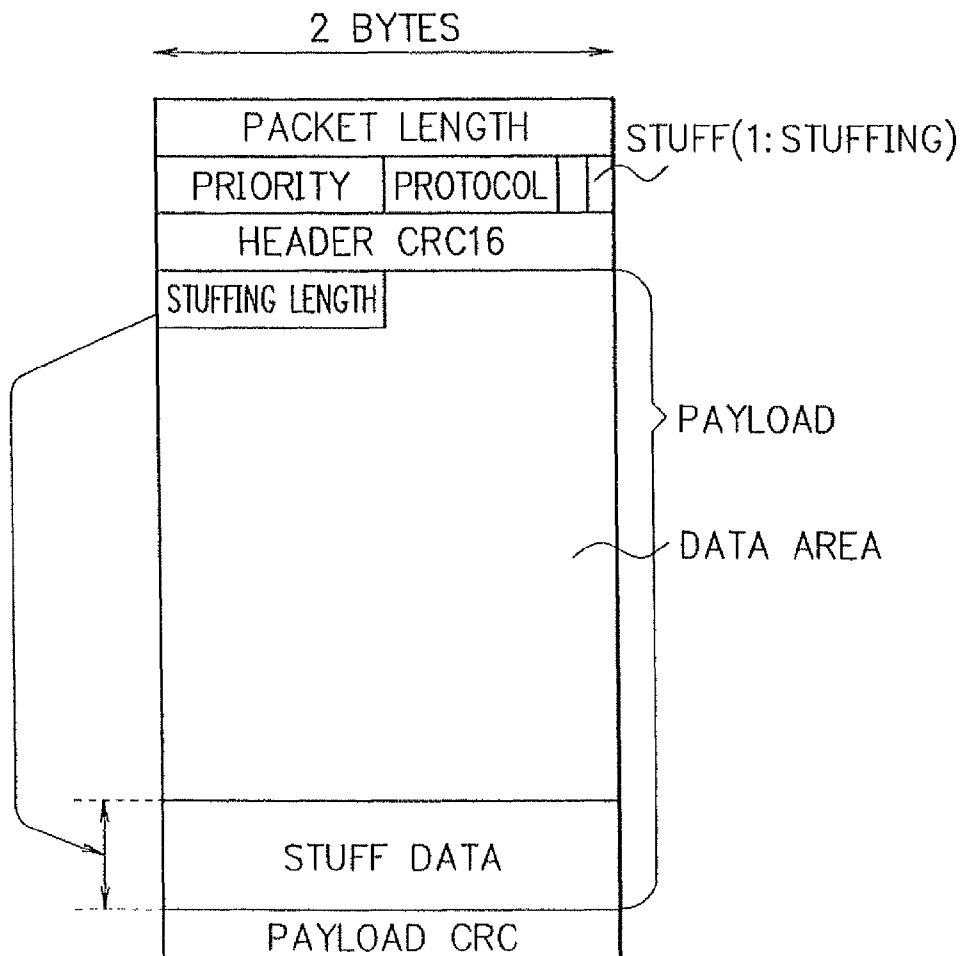 2 BYTES
PACKET LENGTH
STUFF(1: STUFFING)
PRIORITY
PROTOCOL
HEADER CRC16
STUFFING LENGTH
PAYLOAD
DATA AREA
STUFF DATA
PAYLOAD CRC